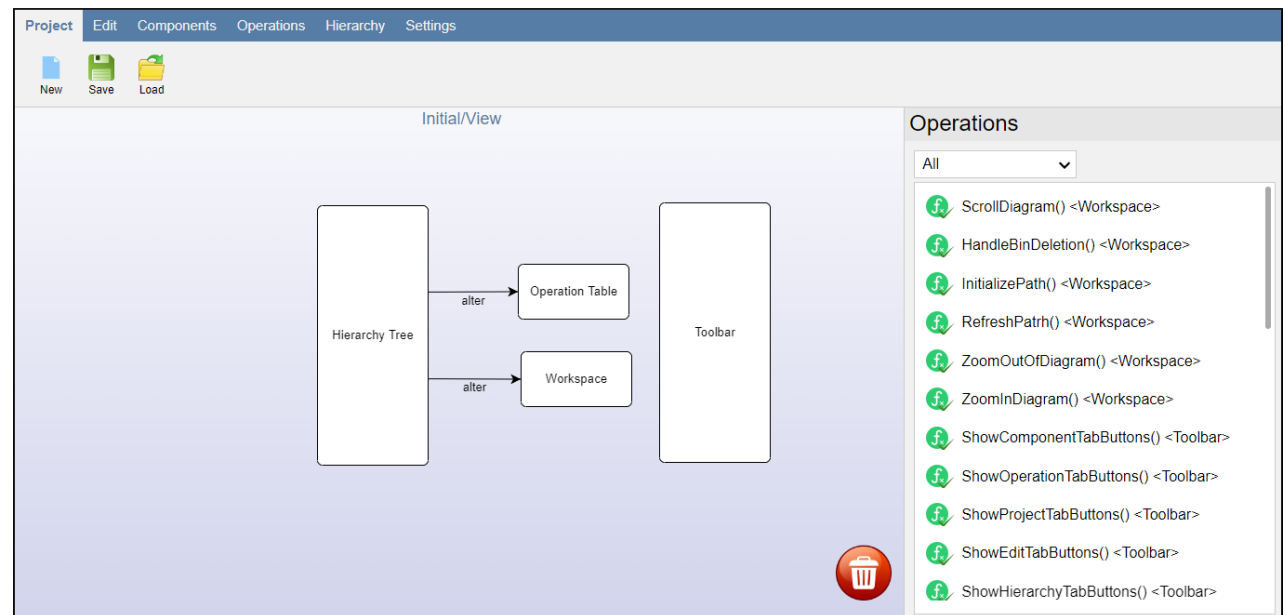 Project Edit Components Operations Hierarchy Settings
New Save Load
Initial/View
Hierarchy Tree
alter
Operation Table
alter
Workspace
Toolbar
Operations
All
ScrollDiagram() <Workspace>
HandleBinDeletion() <Workspace>
InitializePath() <Workspace>
RefreshPatrh() <Workspace>
ZoomOutOfDiagram() <Workspace>
ZoomInDiagram() <Workspace>
ShowComponentTabButtons() <Toolbar>
ShowOperationTabButtons() <Toolbar>
ShowProjectTabButtons() <Toolbar>
ShowEditTabButtons() <Toolbar>
ShowHierarchyTabButtons() <Toolbar>